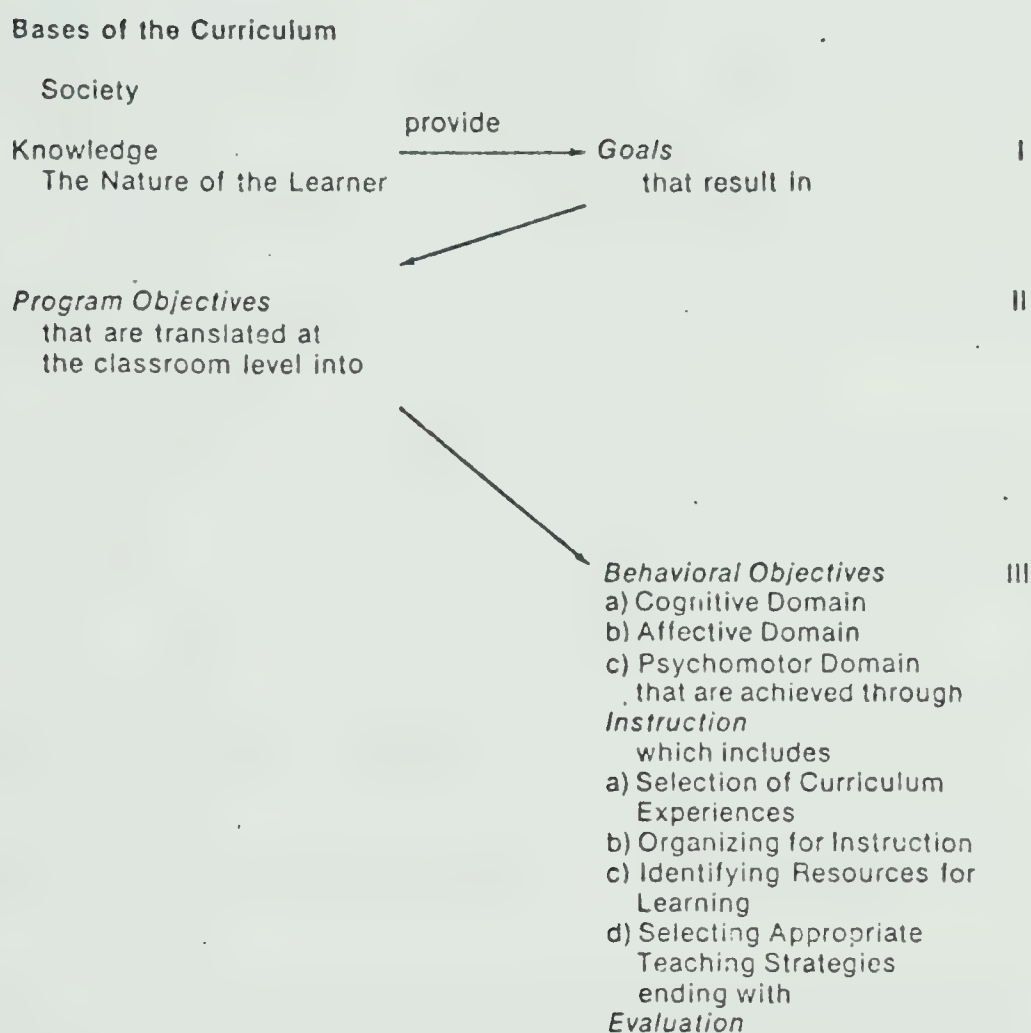 Bases of the Curriculum
Society
provide
Knowledge
Goals
I
The Nature of the Learner
that result in
Program Objectives
II
that are translated at
the classroom level into
Behavioral Objectives
III
a) Cognitive Domain
b) Affective Domain
c) Psychomotor Domain
that are achieved through
Instruction
which includes
a) Selection of Curriculum
Experiences
b) Organizing for Instruction
c) Identifying Resources for
Learning
d) Selecting Appropriate
Teaching Strategies
ending with
Evaluation